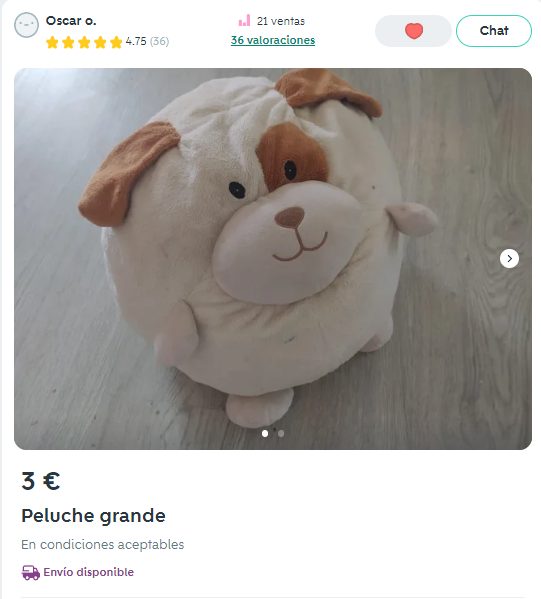 Oscar o.
4.75 (36)
21 ventas
36 valoraciones
Chat
3 €
Peluche grande
En condiciones aceptables
Envío disponible